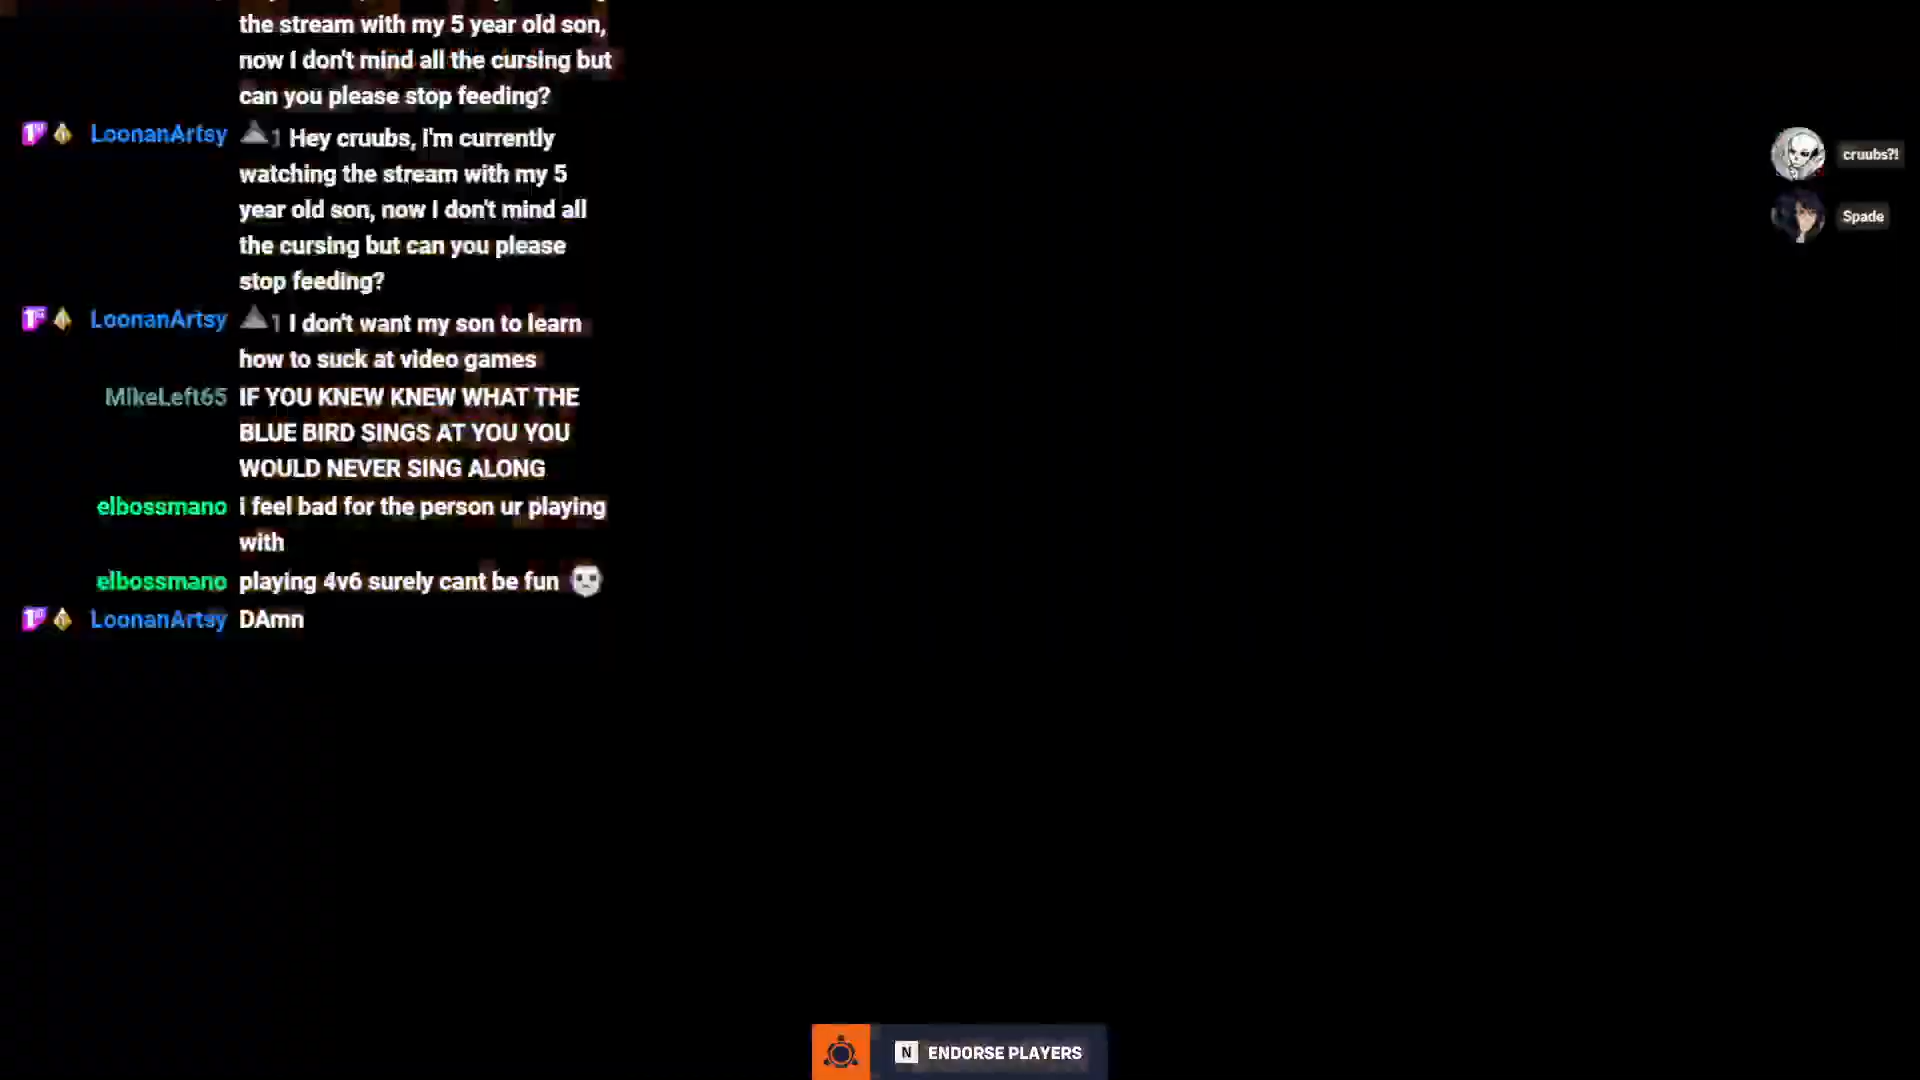 the stream with my 5 year old son,
now I don't mind all the cursing but
can you please stop feeding?
LoonanArtsy 1 Hey cruubs, I'm currently
watching the stream with my 5
year old son, now I don't mind all
the cursing but can you please
stop feeding?
LoonanArtsy 1 I don't want my son to learn
how to suck at video games
MikeLeft65 IF YOU KNEW KNEW WHAT THE
BLUE BIRD SINGS AT YOU YOU
WOULD NEVER SING ALONG
elbossmano i feel bad for the person ur playing
with
elbossmano playing 4v6 surely cant be fun
LoonanArtsy DAmn
cruubs?!
Spade
N ENDORSE PLAYERS